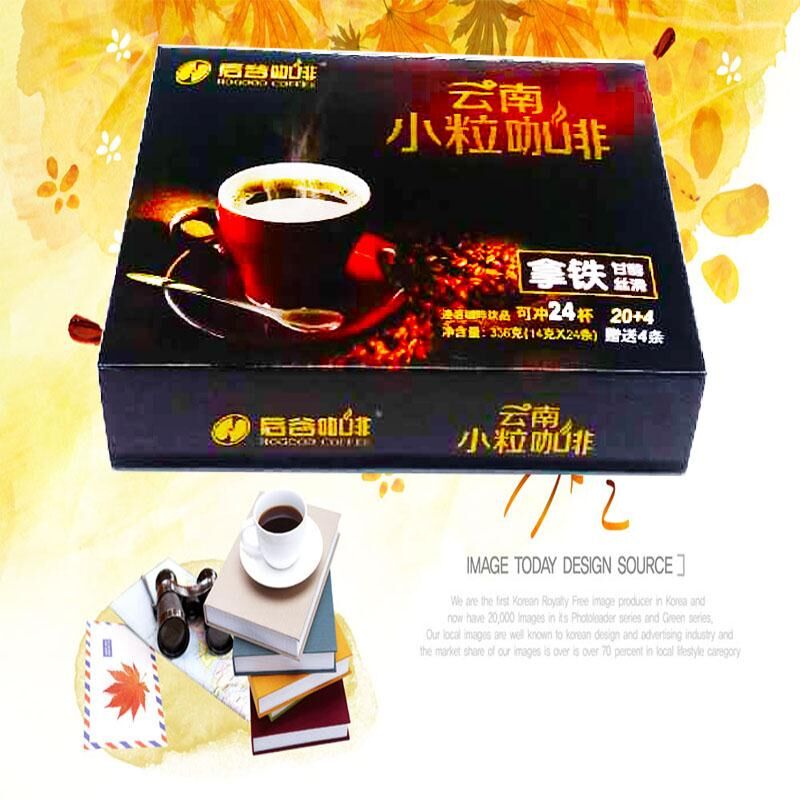 后谷咖啡
HOGOOD COFFEE
云南
小粒咖啡
拿铁
甘醇
丝滑
速溶咖啡饮品 可冲24杯 20+4
净含量：336克(14克X24条) 赠送4条
后谷咖啡
HOGOOD COFFEE
云南
小粒咖啡
IMAGE TODAY DESIGN SOURCE
We are the first Korean Royalty Free image producer in Korea and
now have 20,000 Images in its Photoleader series and Green series,
Our local images are well known to korean design and advertising industry and
the market share of our images is over is over 70 percent in local lifestyle caregory